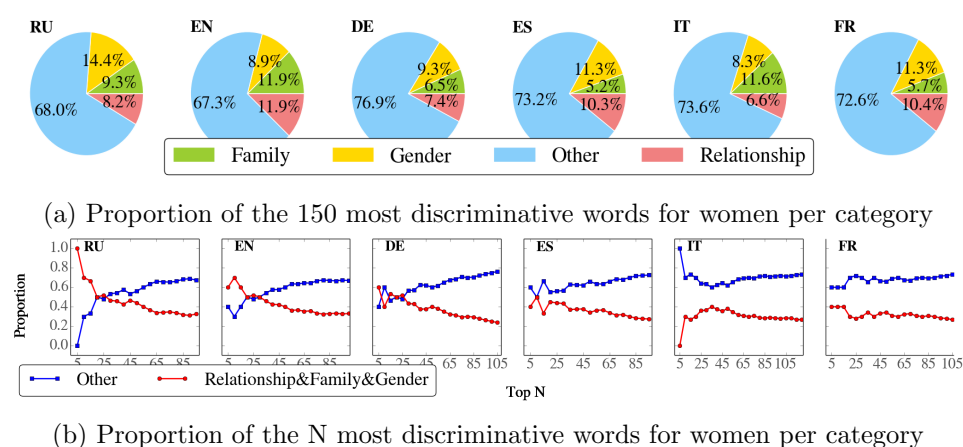 RU EN DE ES IT FR
14.4% 9.3% 8.2% 68.0%
8.9% 11.9% 11.9% 67.3%
9.3% 6.5% 7.4% 76.9%
11.3% 5.2% 10.3% 73.2%
8.3% 11.6% 6.6% 73.6%
11.3% 5.7% 10.4% 72.6%
Family Gender Other Relationship
(a) Proportion of the 150 most discriminative words for women per category
RU EN DE ES IT FR
Proportion
1.0
0.8
0.6
0.4
0.2
0.0
5 25 45 65 85
5 25 45 65 85
5 25 45 65 85 105
5 25 45 65 85
5 25 45 65 85 105
5 25 45 65 85 105
Other Relationship&Family&Gender
Top N
(b) Proportion of the N most discriminative words for women per category